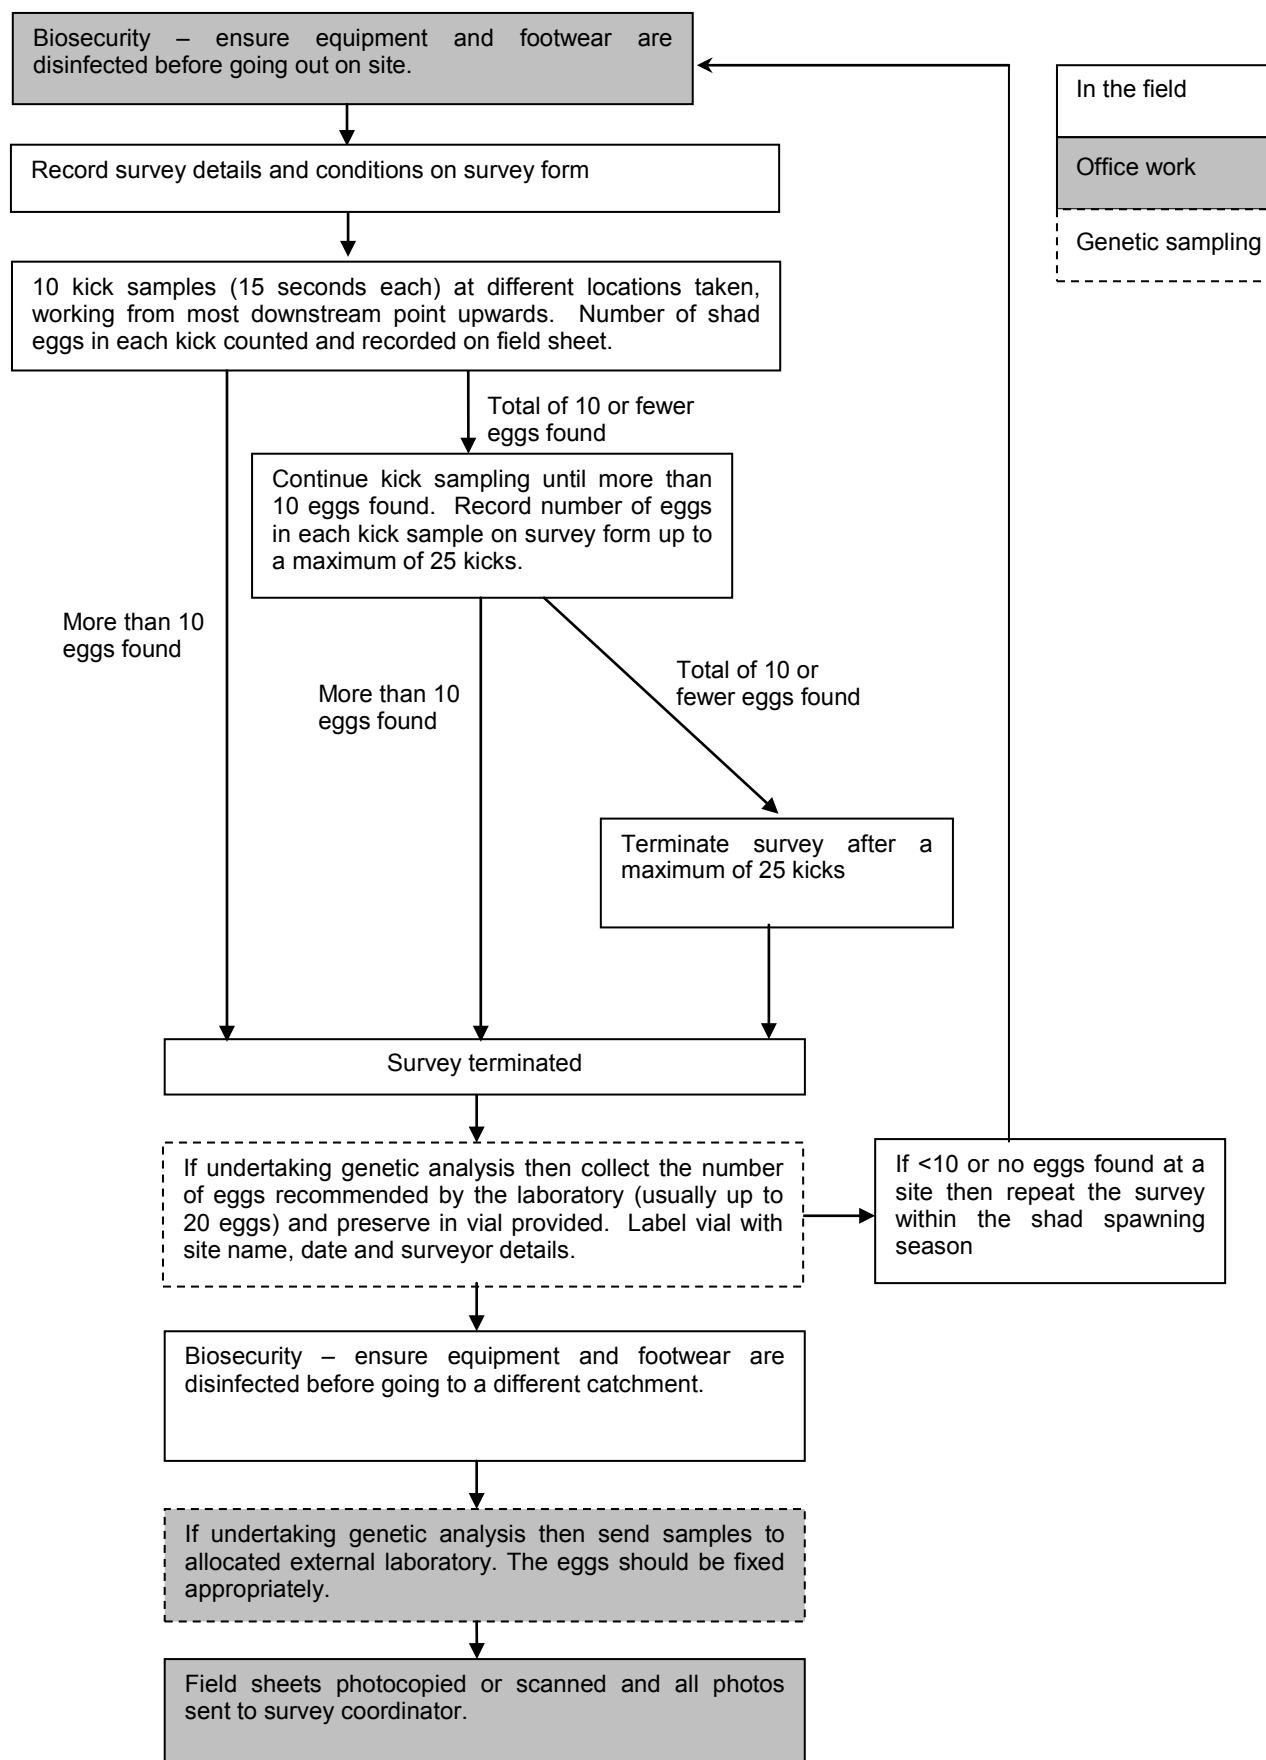 Biosecurity – ensure equipment and footwear are
disinfected before going out on site.
In the field
Office work
Genetic sampling
Record survey details and conditions on survey form
10 kick samples (15 seconds each) at different locations taken,
working from most downstream point upwards. Number of shad
eggs in each kick counted and recorded on field sheet.
Total of 10 or fewer
eggs found
Continue kick sampling until more than
10 eggs found. Record number of eggs
in each kick sample on survey form up to
a maximum of 25 kicks.
More than 10
eggs found
More than 10
eggs found
Total of 10 or
fewer eggs found
Terminate survey after a
maximum of 25 kicks
Survey terminated
If undertaking genetic analysis then collect the number
of eggs recommended by the laboratory (usually up to
20 eggs) and preserve in vial provided. Label vial with
site name, date and surveyor details.
If <10 or no eggs found at a
site then repeat the survey
within the shad spawning
season
Biosecurity – ensure equipment and footwear are
disinfected before going to a different catchment.
If undertaking genetic analysis then send samples to
allocated external laboratory. The eggs should be fixed
appropriately.
Field sheets photocopied or scanned and all photos
sent to survey coordinator.